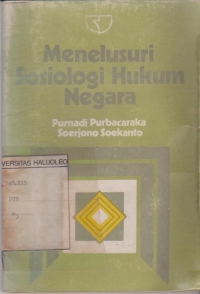 Menelusuri
Sosiologi Hukum
Negara
Purnadi Purbacaraka
Soerjono Soekanto
VERSITAS HALUOLEO